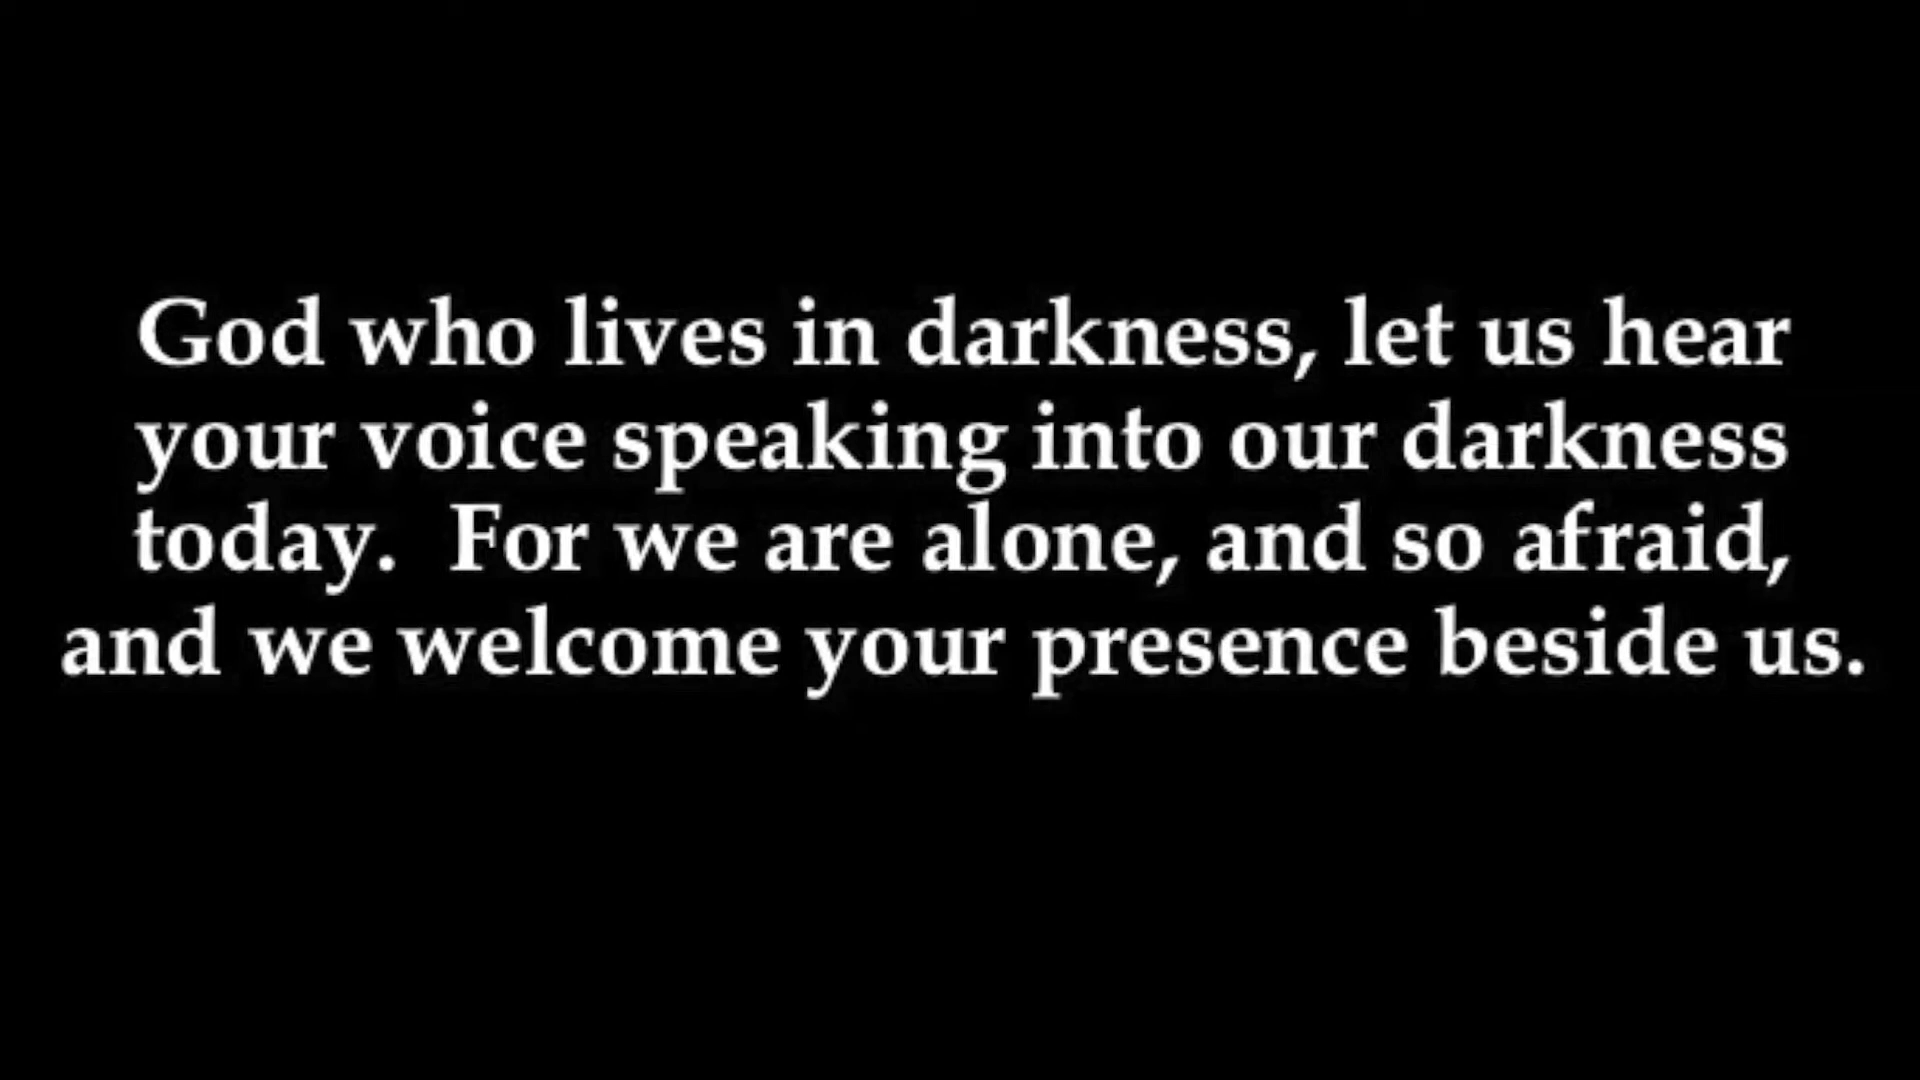 God who lives in darkness, let us hear
your voice speaking into our darkness
today.  For we are alone, and so afraid,
and we welcome your presence beside us.